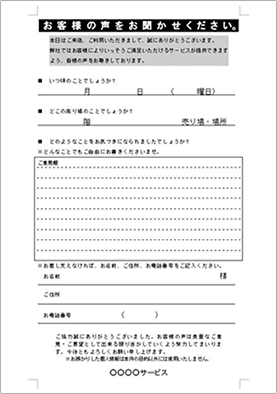 お客様の声をお聞かせください。
本日はご来店、ご利用いただきまして、誠にありがとうございます。
弊社ではお客様によりいっそうご満足いただけるサービスが提供できます
よう、皆様の声をお聴きしております。
■ いつ頃のことでしょうか？
月 日 （ 曜日）
■ どこの売り場のことでしょうか？
階 売り場・場所
■ どのようなことをお気づきになられましたでしょうか？
※どんなことでもご自由にお書きくださいませ。
ご意見欄
※お差し支えなければ、お名前、ご住所、お電話番号をご記入ください。
お名前 様
ご住所
お電話番号 （ ）
ご協力誠にありがとうございました。お客様の声は貴重なご意
見・ご要望として出来る限り活かしていくよう努力してまいりま
す。今後ともよろしくお願い申し上げます。
※お預かりした個人情報は本件の目的以外には使用いたしません。
〇〇〇〇サービス